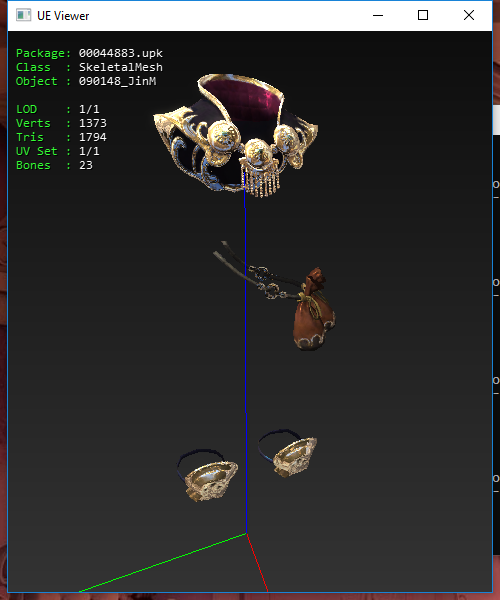 UE Viewer
Package: 00044883.upk
Class  : SkeletalMesh
Object : 090148_JinM
LOD    : 1/1
Verts  : 1373
Tris   : 1794
UV Set : 1/1
Bones  : 23